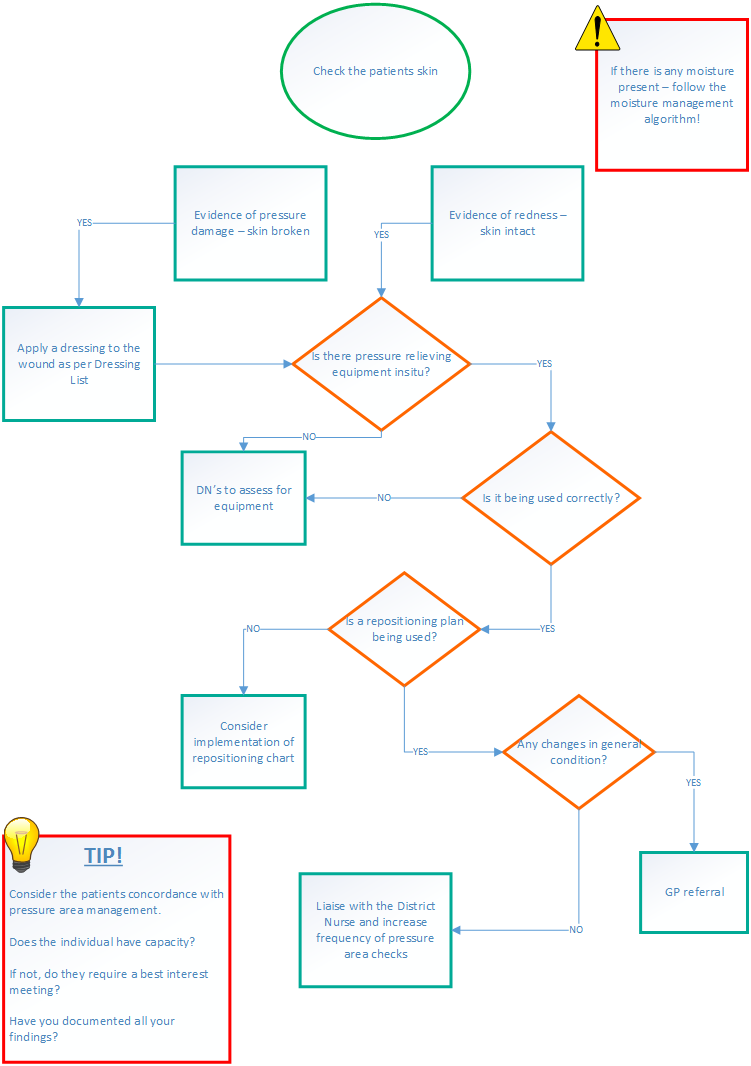 Check the patients skin
If there is any moisture
present – follow the
moisture management
algorithm!
Evidence of pressure
damage – skin broken
Evidence of redness –
skin intact
YES
YES
Apply a dressing to the
wound as per Dressing
List
Is there pressure relieving
equipment insitu?
YES
NO
DN's to assess for
equipment
NO
Is it being used correctly?
Is a repositioning plan
being used?
NO
YES
Consider
implementation of
repositioning chart
YES
Any changes in general
condition?
YES
TIP!
Consider the patients concordance with
pressure area management.
Does the individual have capacity?
If not, do they require a best interest
meeting?
Have you documented all your
findings?
Liaise with the District
Nurse and increase
frequency of pressure
area checks
NO
GP referral